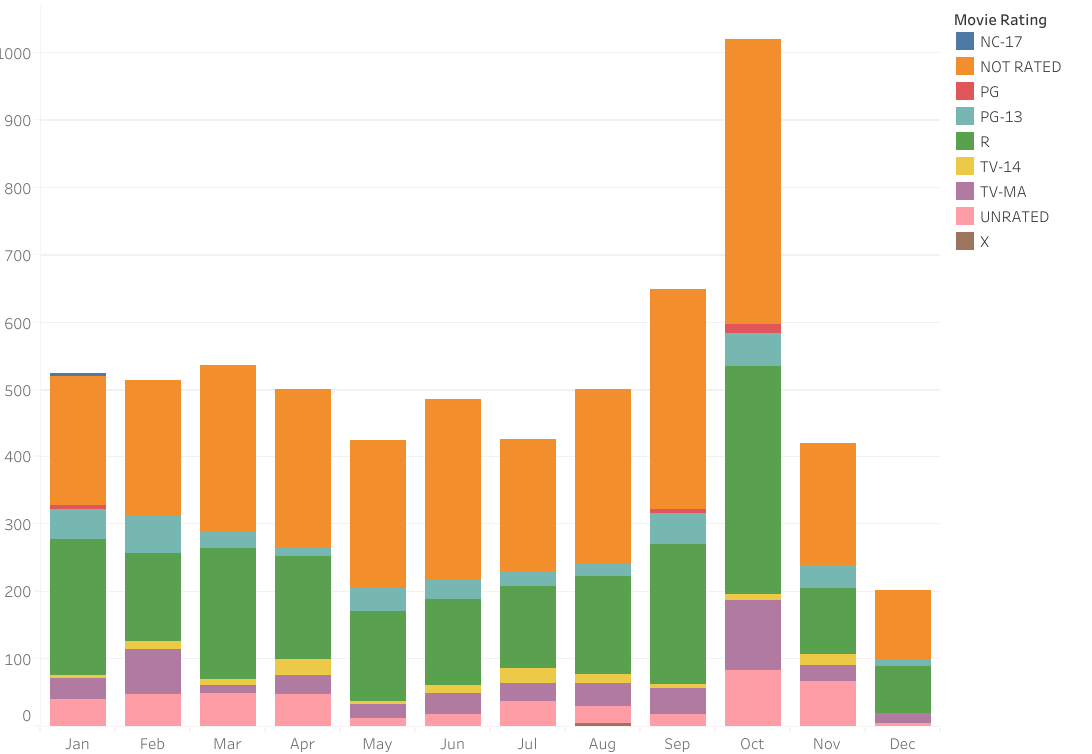 Movie Rating
NC-17
NOT RATED
PG
PG-13
R
TV-14
TV-MA
UNRATED
X
1000
900
800
700
600
500
400
300
200
100
0
Jan Feb Mar Apr May Jun Jul Aug Sep Oct Nov Dec